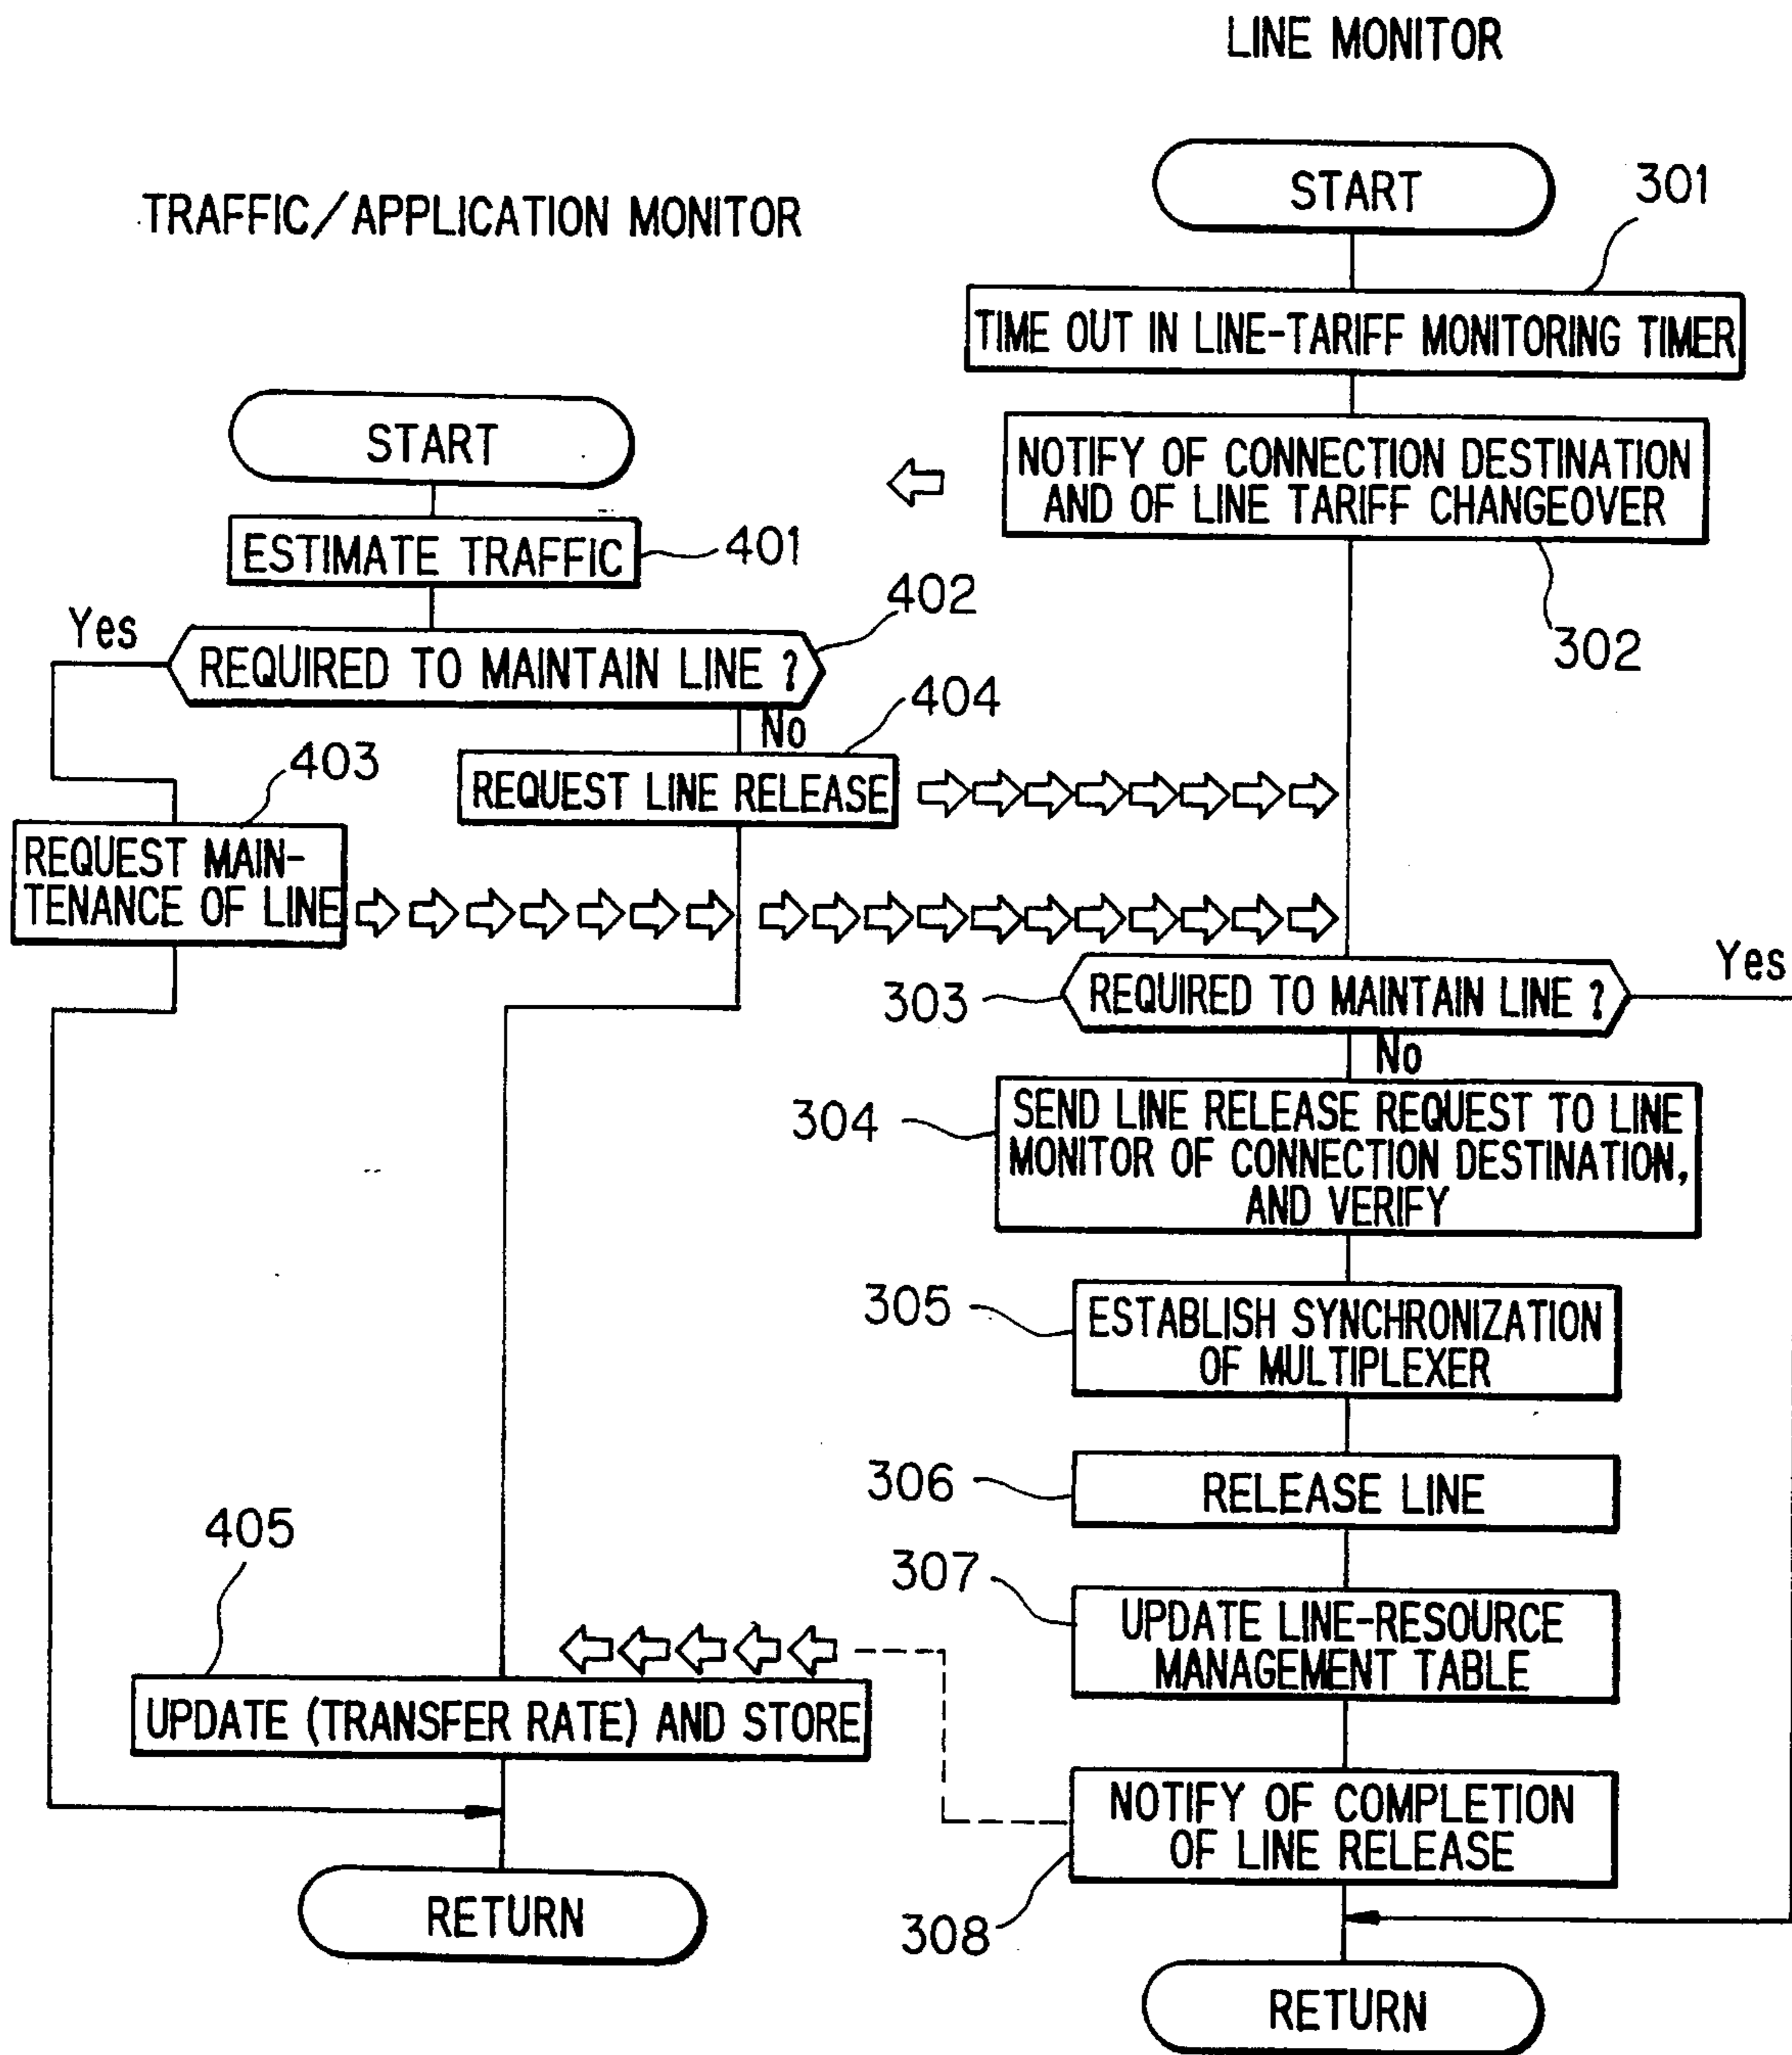 LINE MONITOR
START
301
TIME OUT IN LINE-TARIFF MONITORING TIMER
NOTIFY OF CONNECTION DESTINATION
AND OF LINE TARIFF CHANGEOVER
302
TRAFFIC/APPLICATION MONITOR
START
ESTIMATE TRAFFIC
401
402
Yes
REQUIRED TO MAINTAIN LINE ?
No
404
REQUEST LINE RELEASE
403
REQUEST MAIN-
TENANCE OF LINE
303
REQUIRED TO MAINTAIN LINE ?
Yes
No
304
SEND LINE RELEASE REQUEST TO LINE
MONITOR OF CONNECTION DESTINATION,
AND VERIFY
305
ESTABLISH SYNCHRONIZATION
OF MULTIPLEXER
306
RELEASE LINE
307
UPDATE LINE-RESOURCE
MANAGEMENT TABLE
405
UPDATE (TRANSFER RATE) AND STORE
NOTIFY OF COMPLETION
OF LINE RELEASE
308
RETURN
RETURN